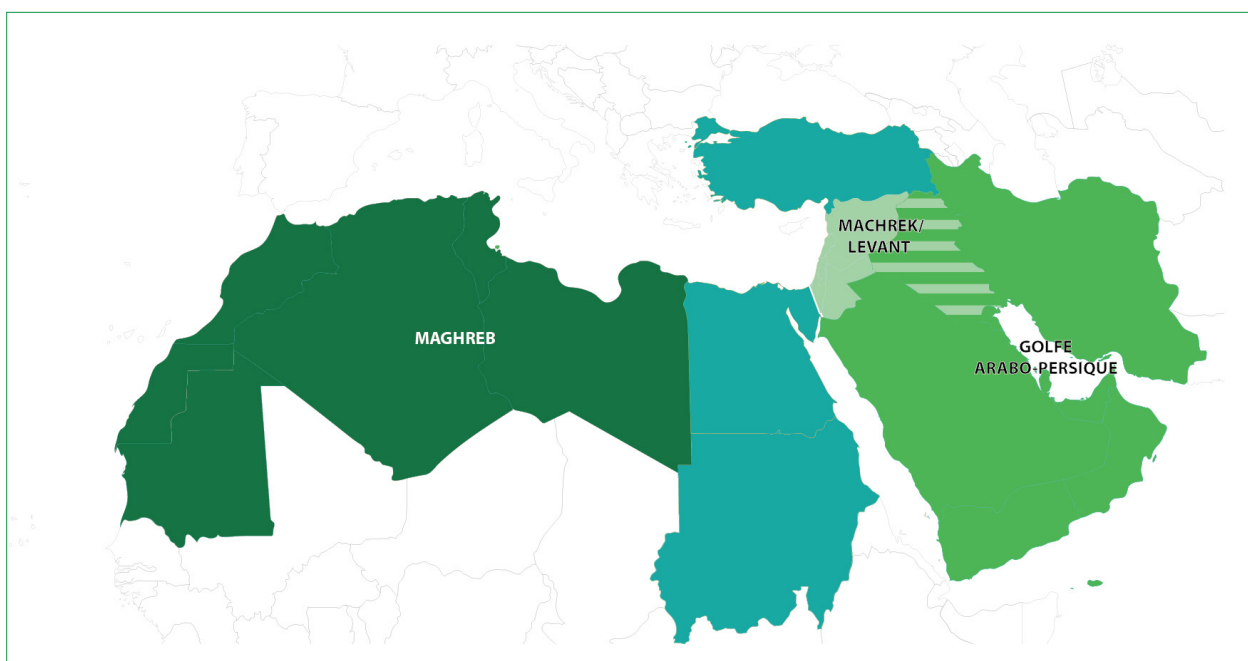 MACHREK/
LEVANT
MAGHREB
GOLFE
ARABO-PERSIQUE